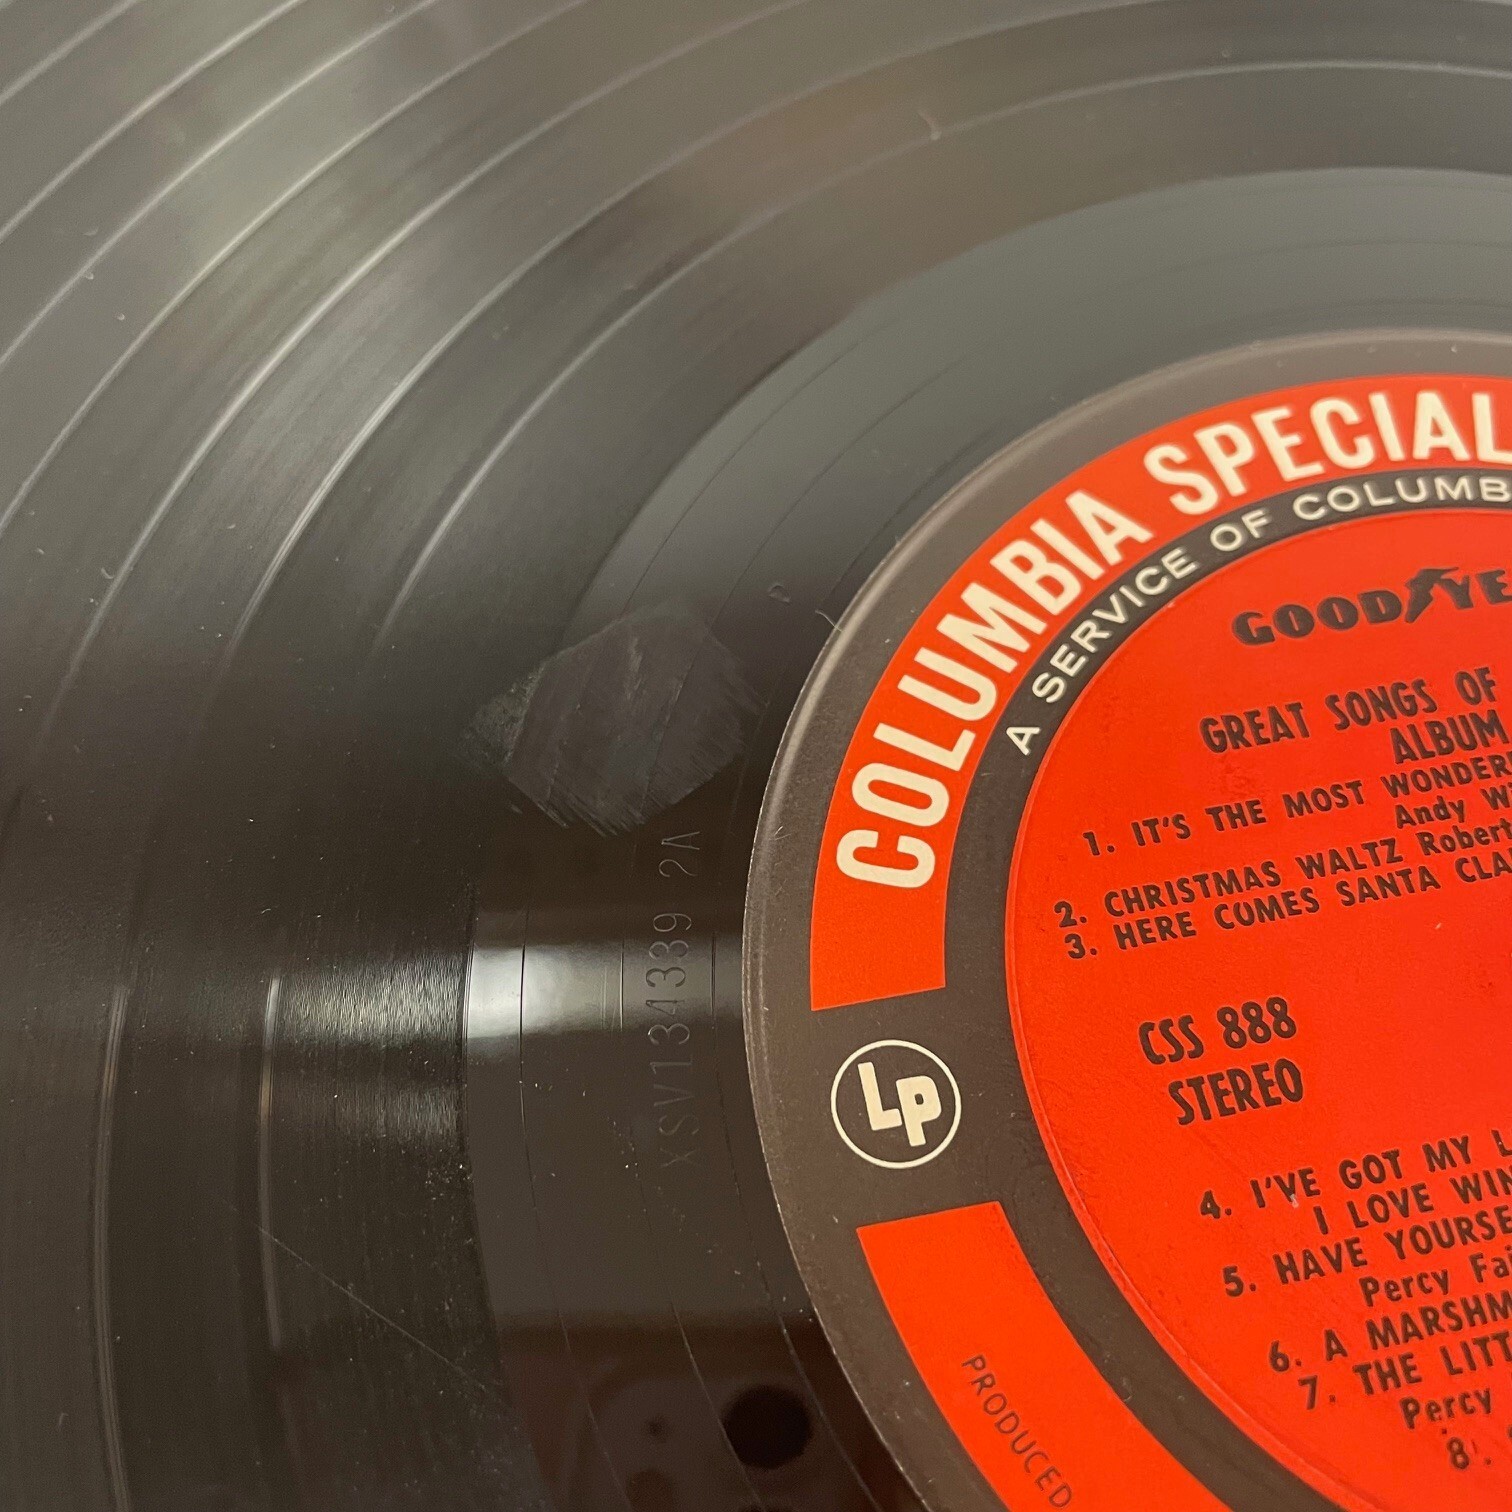 COLUMBIA SPECIAL
A SERVICE OF COLUMB
GOODYE
GREAT SONGS OF
ALBUM
1. IT'S THE MOST WONDER
Andy Wi
2. CHRISTMAS WALTZ Robert
3. HERE COMES SANTA CLA
CSS 888
STEREO
LP
4. I'VE GOT MY L
I LOVE WIN
5. HAVE YOURSE
Percy Fa
6. A MARSHM
7. THE LITT
Percy
8.
PRODUCED
XSV134339 2A